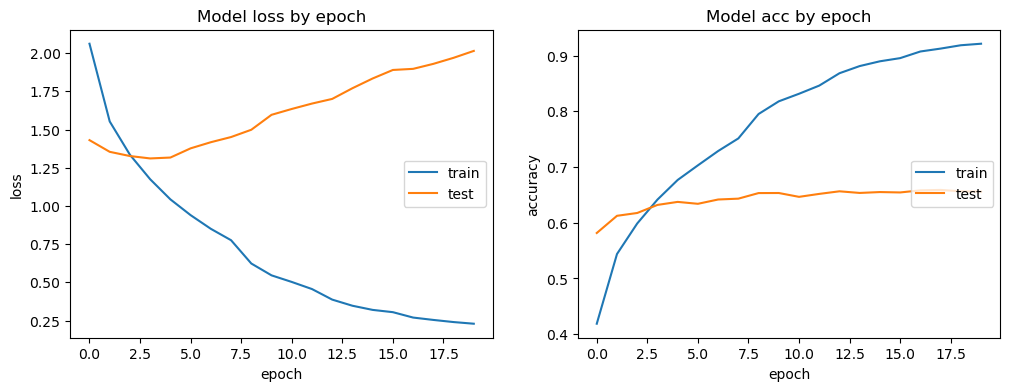 Model loss by epoch
2.00
1.75
1.50
1.25
1.00
0.75
0.50
0.25
loss
0.0 2.5 5.0 7.5 10.0 12.5 15.0 17.5
epoch
train
test
Model acc by epoch
0.9
0.8
0.7
0.6
0.5
0.4
accuracy
0.0 2.5 5.0 7.5 10.0 12.5 15.0 17.5
epoch
train
test